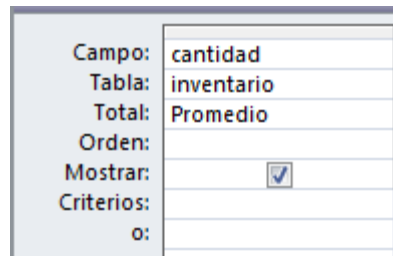 Campo: cantidad
Tabla: inventario
Total: Promedio
Orden:
Mostrar:
Criterios:
o: